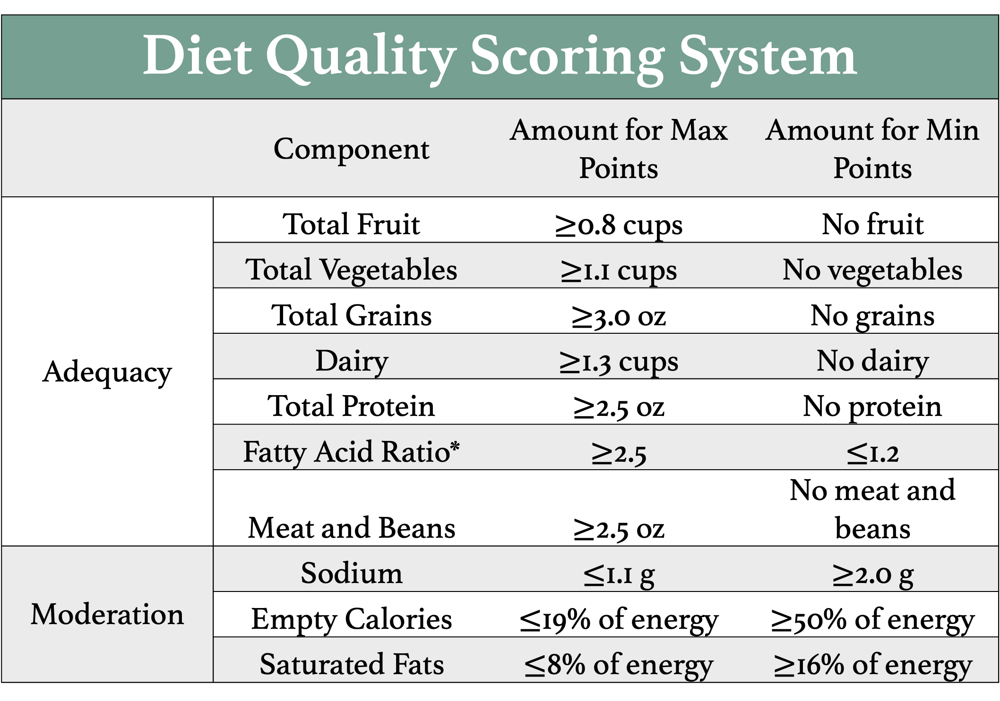 Diet Quality Scoring System
Component
Amount for Max
Points
Amount for Min
Points
Adequacy
Total Fruit ≥0.8 cups No fruit
Total Vegetables ≥1.1 cups No vegetables
Total Grains ≥3.0 oz No grains
Dairy ≥1.3 cups No dairy
Total Protein ≥2.5 oz No protein
Fatty Acid Ratio* ≥2.5 ≤1.2
Meat and Beans ≥2.5 oz
No meat and
beans
Moderation
Sodium ≤1.1 g ≥2.0 g
Empty Calories ≤19% of energy ≥50% of energy
Saturated Fats ≤8% of energy ≥16% of energy